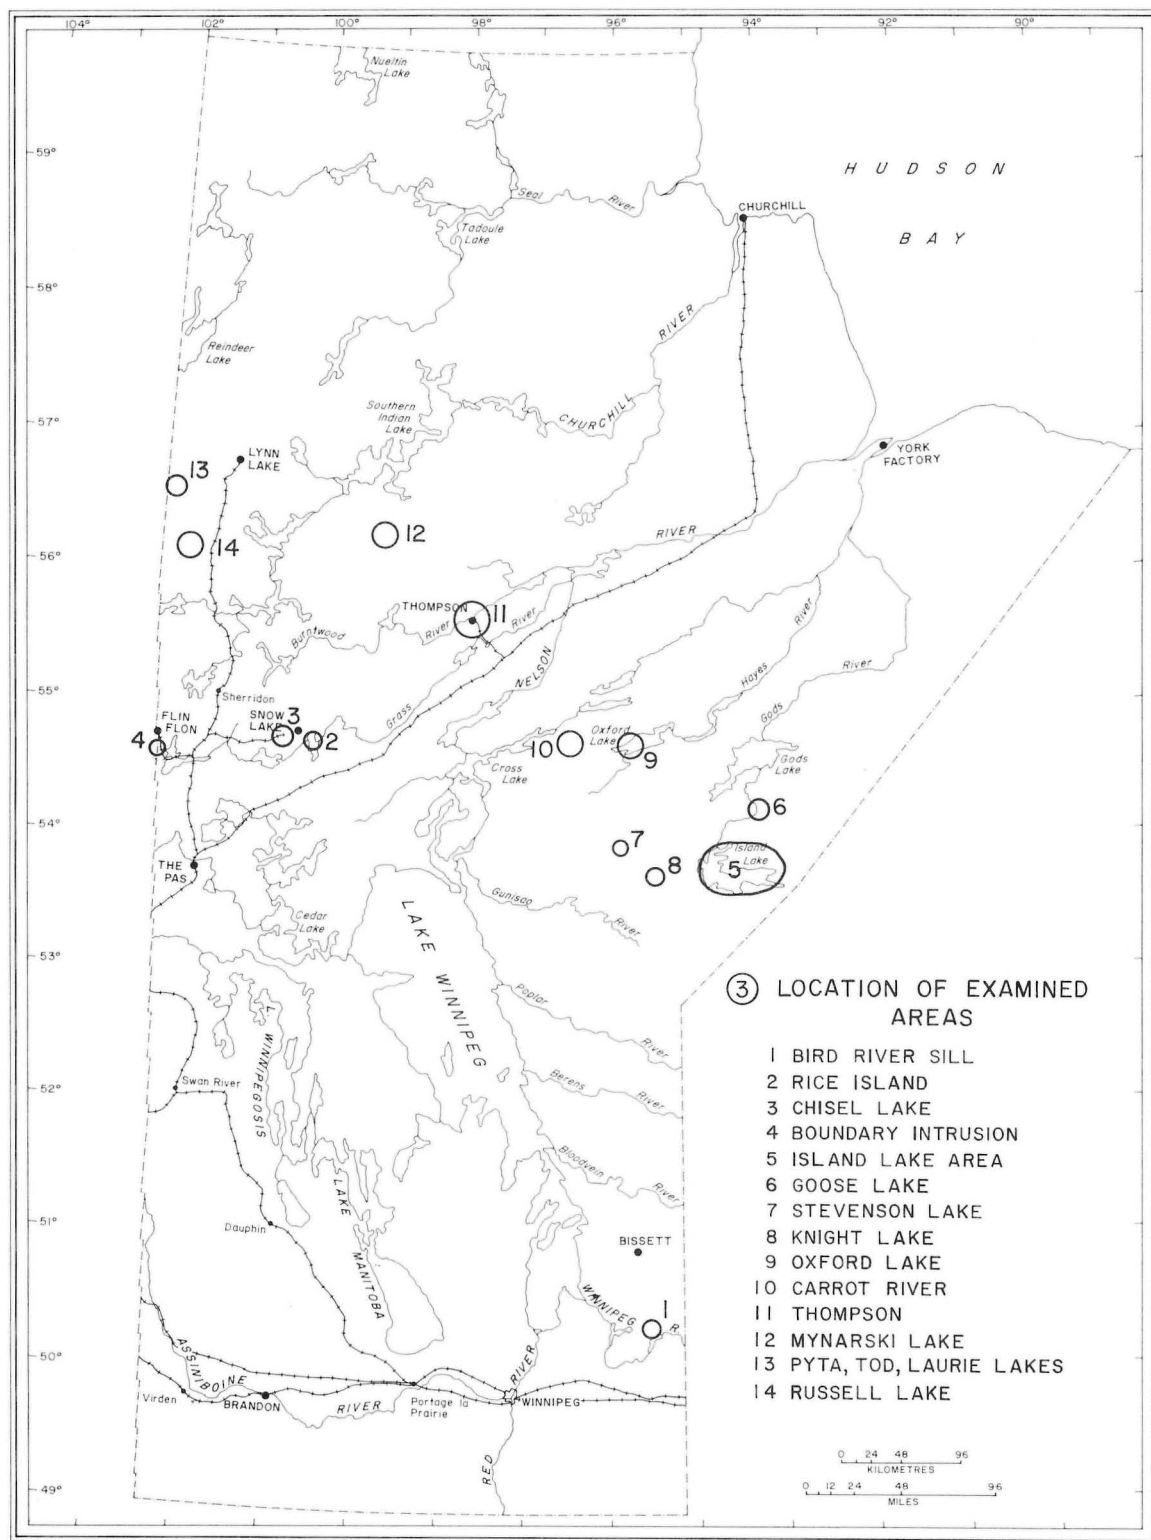 104° 102° 100° 98° 96° 94° 92° 90°
Nueltin
Lake
59°
HUDSON
BAY
Seal River
CHURCHILL
Tadoule
Lake
58°
RIVER
Reindeer
Lake
Southern
Indian
Lake
CHURCHILL
57°
LYNN
LAKE
YORK
FACTORY
13
12
14
56°
RIVER
THOMPSON
11
Burntwood River
River
Hayes River
Gods River
NELSON
Grass
55°
Sherridon
FLIN
FLON
SNOW
LAKE
3
4
2
10
Oxford
Lake
9
Cross
Lake
Gods
Lake
6
54°
7
8
Island
Lake
5
THE
PAS
Gunisao River
Cedar
Lake
LAKE WINNIPEG
53°
Poplar River
L. WINNIPEGOSIS
Swan River
52°
Berens River
Bloodvein River
LAKE MANITOBA
51°
Dauphin
BISSETT
WINNIPEG R.
1
50°
ASSINIBOINE RIVER
Virden
BRANDON
Portage la
Prairie
WINNIPEG
RED RIVER
49°
3 LOCATION OF EXAMINED
AREAS
1 BIRD RIVER SILL
2 RICE ISLAND
3 CHISEL LAKE
4 BOUNDARY INTRUSION
5 ISLAND LAKE AREA
6 GOOSE LAKE
7 STEVENSON LAKE
8 KNIGHT LAKE
9 OXFORD LAKE
10 CARROT RIVER
11 THOMPSON
12 MYNARSKI LAKE
13 PYTA, TOD, LAURIE LAKES
14 RUSSELL LAKE
0 24 48 96
KILOMETRES
0 12 24 48 96
MILES